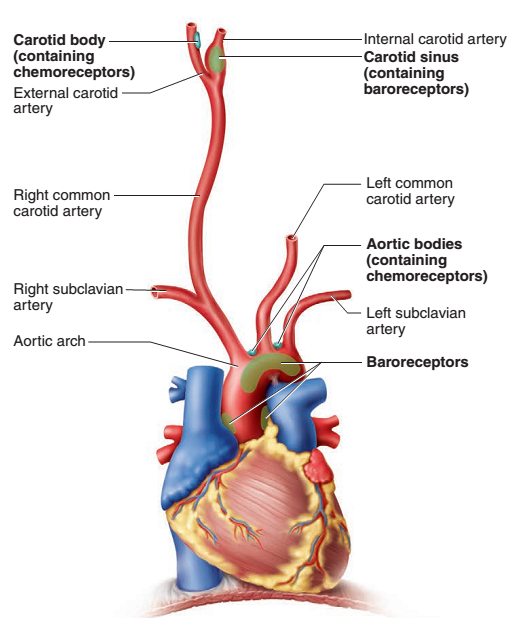 Carotid body
(containing
chemoreceptors)
External carotid
artery
Right common
carotid artery
Right subclavian
artery
Aortic arch
Internal carotid artery
Carotid sinus
(containing
baroreceptors)
Left common
carotid artery
Aortic bodies
(containing
chemoreceptors)
Left subclavian
artery
Baroreceptors